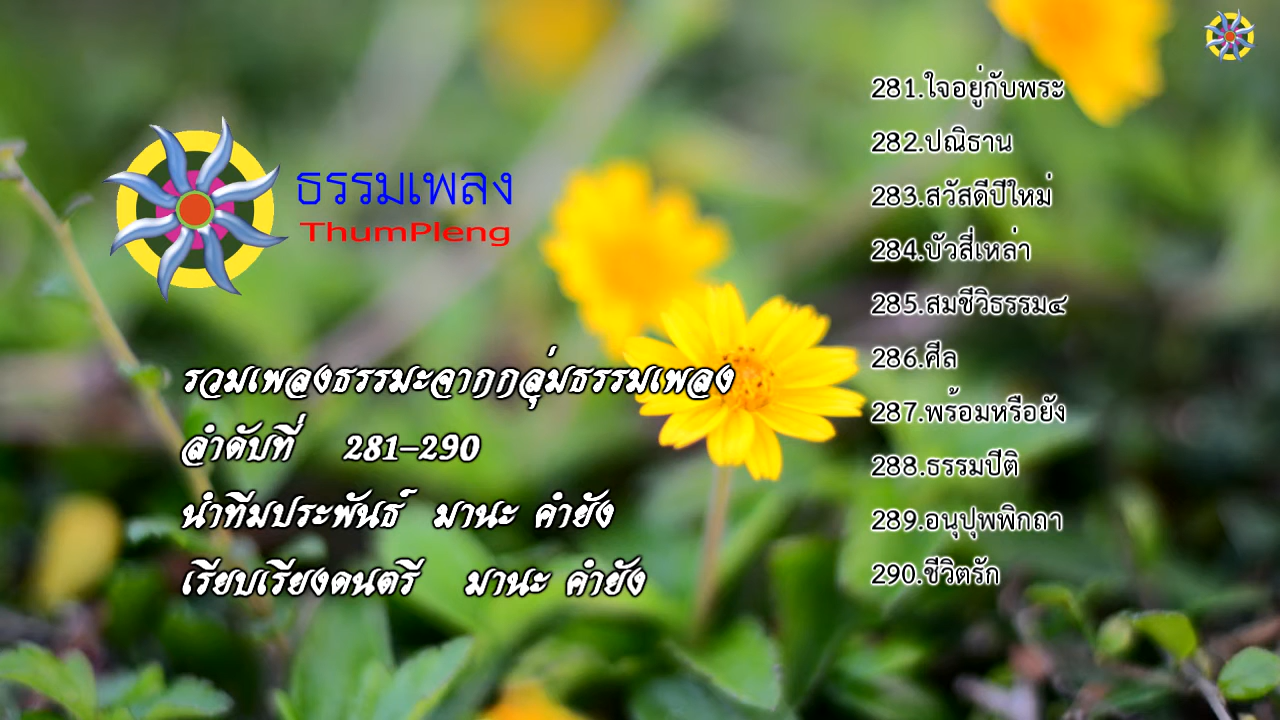 ธรรมเพลง
ThumPleng
รวมเพลงธรรมะจากกลุ่มธรรมเพลง
ลำดับที่ 281-290
นำทีมประพันธ์ มานะ คำยัง
เรียบเรียงดนตรี มานะ คำยัง
281.ใจอยู่กับพระ
282.ปณิธาน
283.สวัสดีปีใหม่
284.บัวสี่เหล่า
285.สมชีวิธรรม๔
286.ศีล
287.พร้อมหรือยัง
288.ธรรมปีติ
289.อนุปุพพิกถา
290.ชีวิตรัก